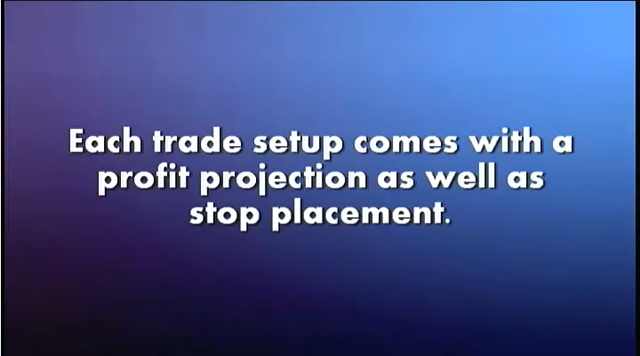 Each trade setup comes with a
profit projection as well as
stop placement.